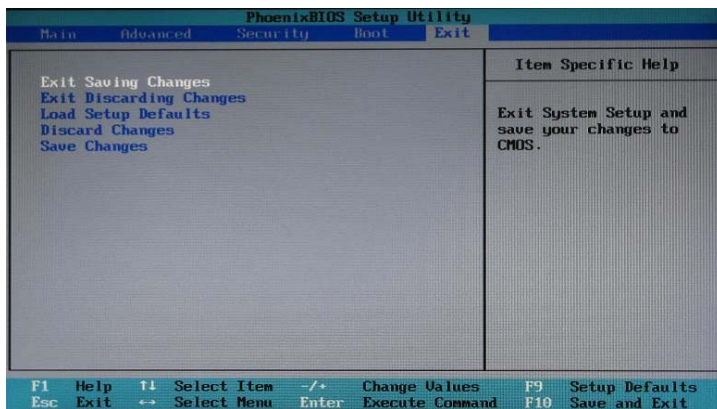 PhoenixBIOS Setup Utility
Main Advanced Security Boot Exit
Exit Saving Changes
Exit Discarding Changes
Load Setup Defaults
Discard Changes
Save Changes
Item Specific Help
Exit System Setup and
save your changes to
CMOS.
F1 Help ↑↓ Select Item -/+ Change Values F9 Setup Defaults
Esc Exit ↔ Select Menu Enter Execute Command F10 Save and Exit